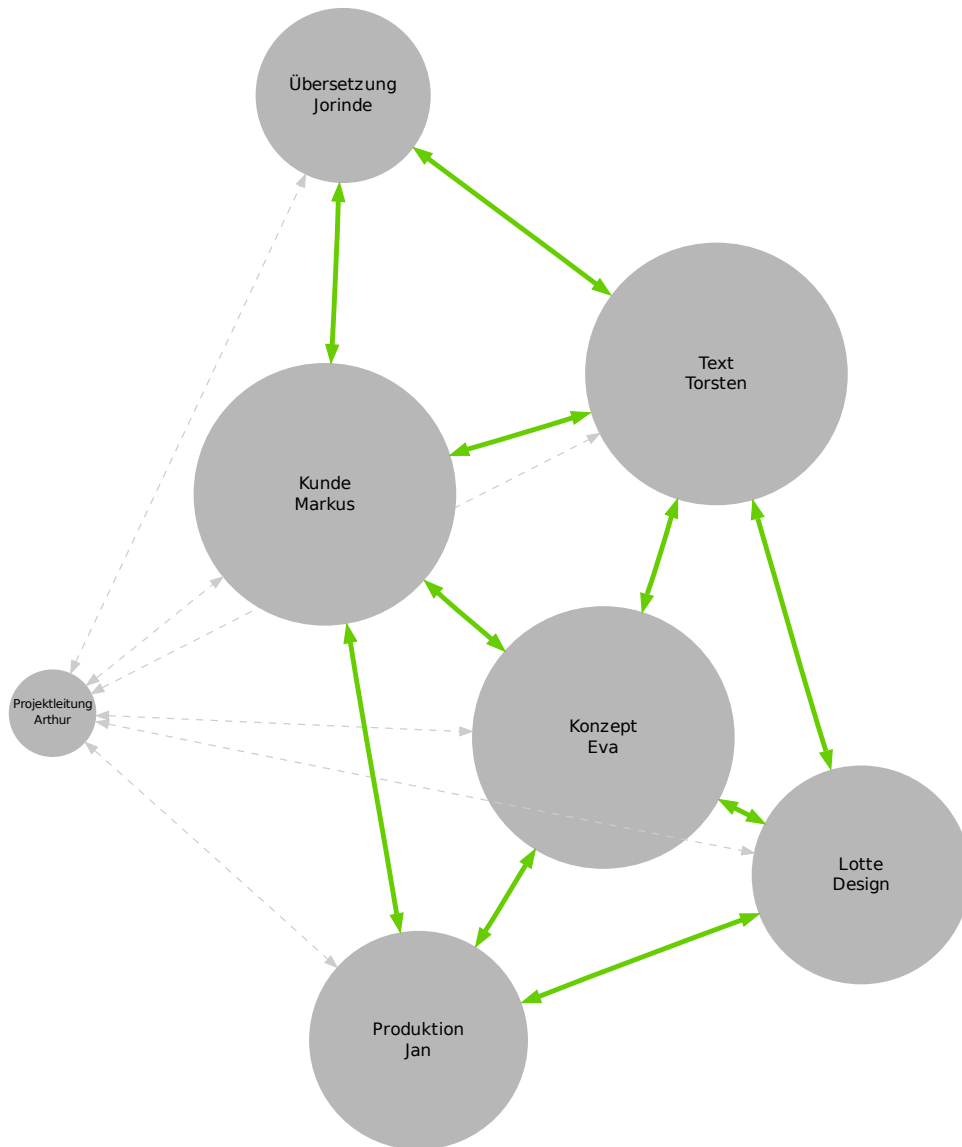 Übersetzung
Jorinde
Text
Torsten
Kunde
Markus
Projektleitung
Arthur
Konzept
Eva
Lotte
Design
Produktion
Jan